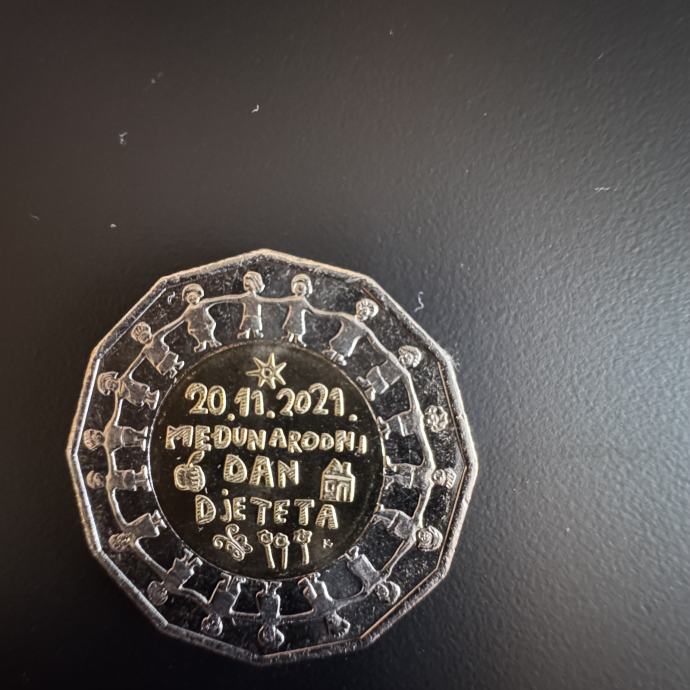 20.11.2021.
MEĐUNARODNI
DAN
DJETETA